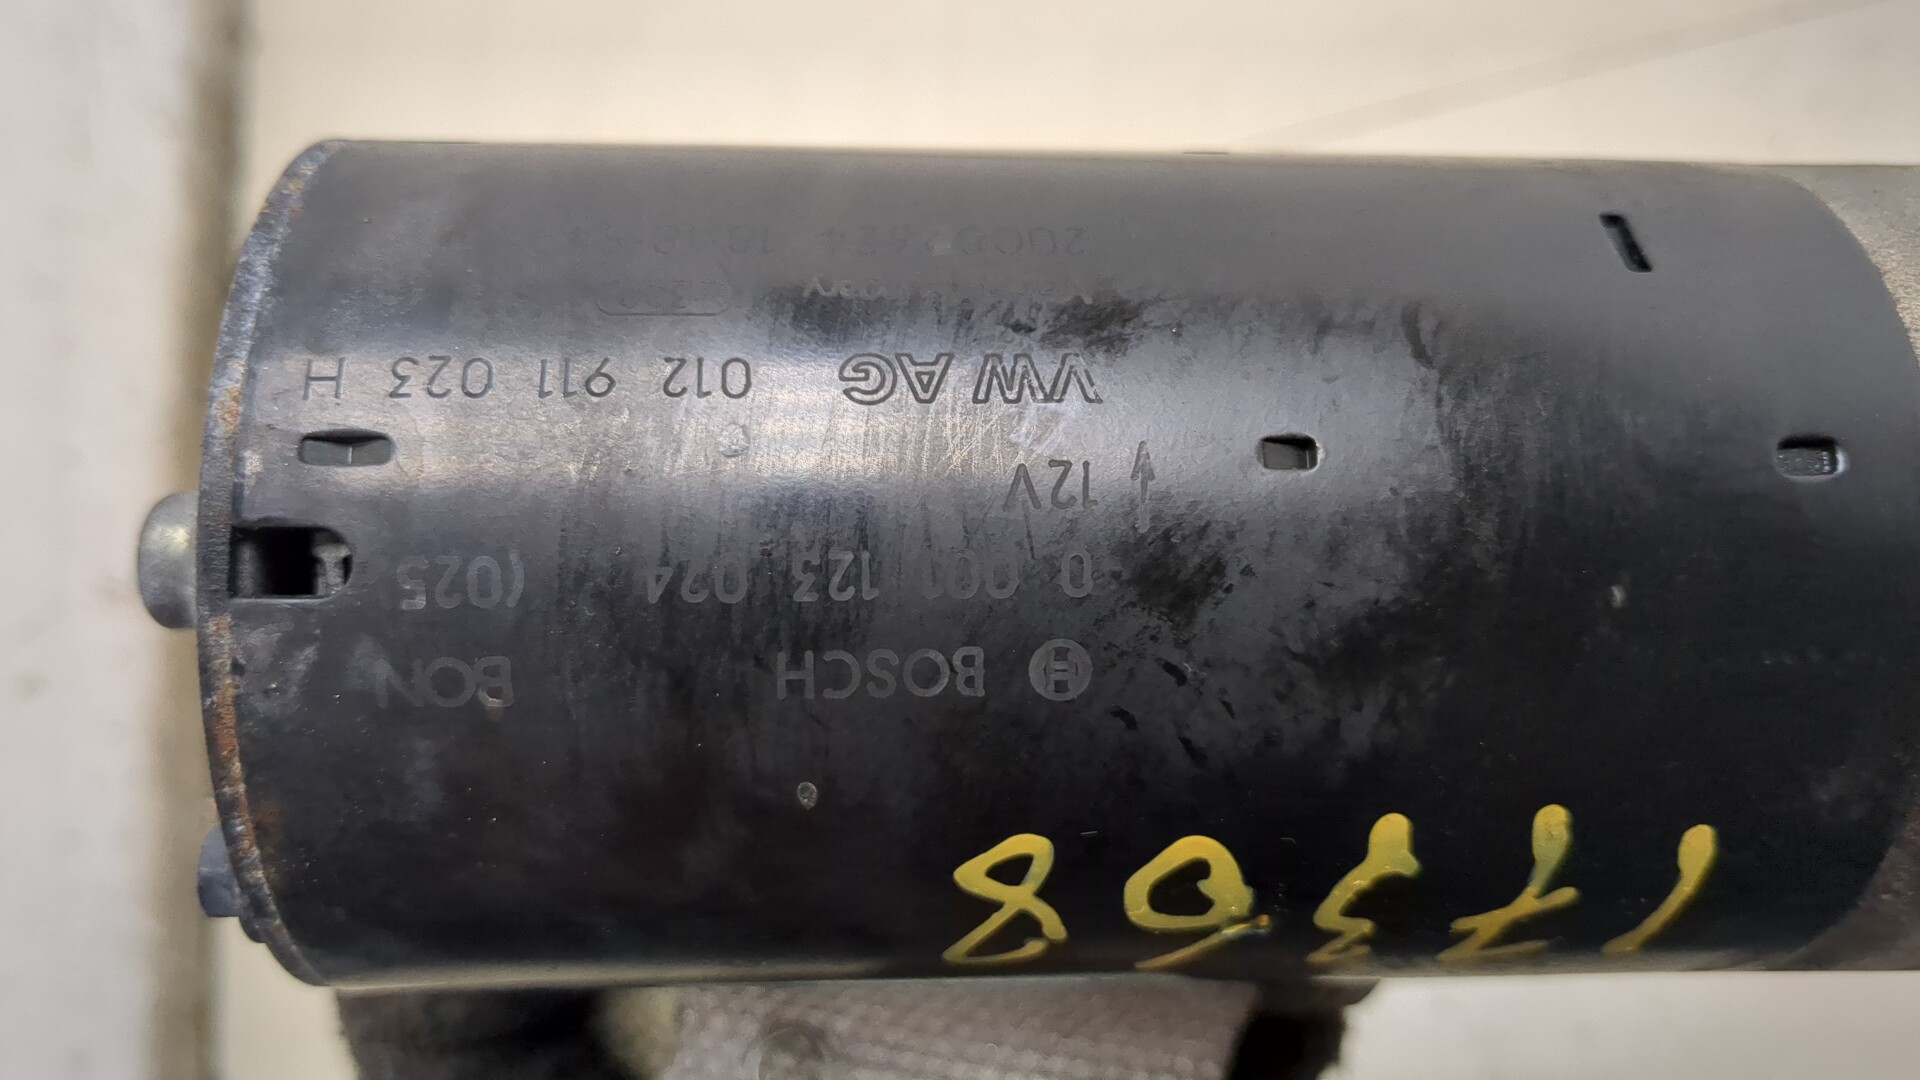 17368
BOSCH BON
0 001 123 024 (025
12V
VW AG 012 911 023 H